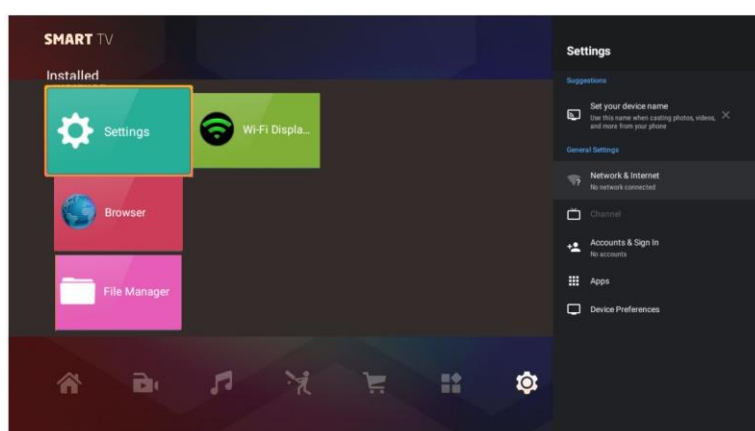 SMART TV
Installed
Settings
Wi-Fi Displa...
Browser
File Manager
Settings
Suggestions
Set your device name
Use this name when casting photos, videos,
and more from your phone
General Settings
Network & Internet
No network connected
Channel
Accounts & Sign In
No accounts
Apps
Device Preferences